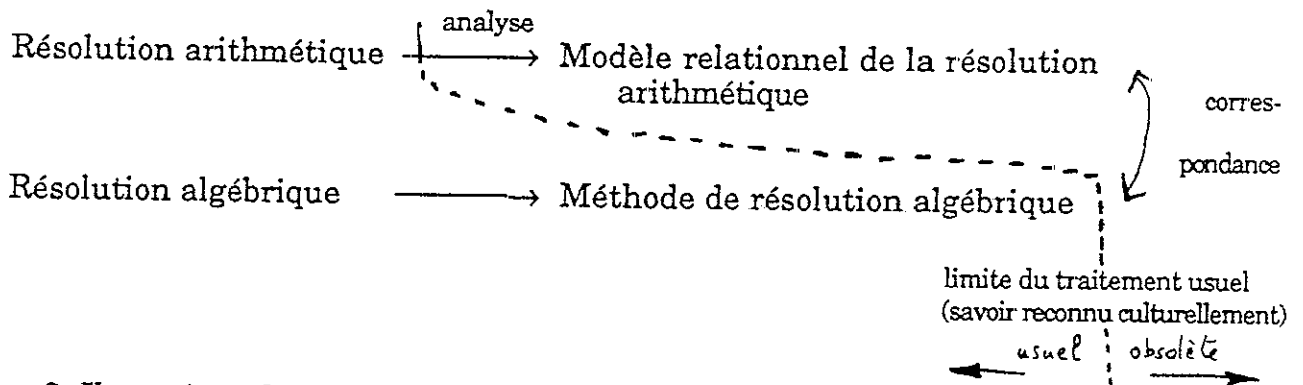 analyse
Résolution arithmétique
Modèle relationnel de la résolution
arithmétique
corres-
pondance
Résolution algébrique
Méthode de résolution algébrique
limite du traitement usuel
(savoir reconnu culturellement)
usuel
obsolète